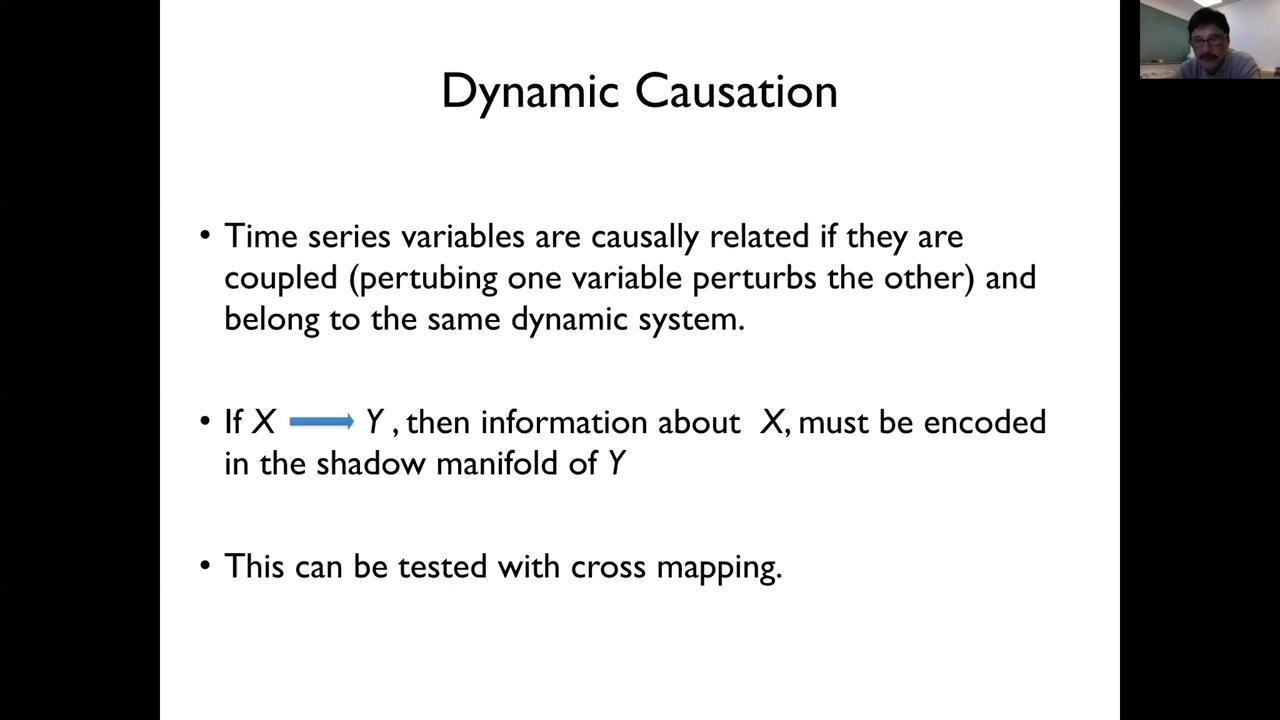 Dynamic Causation
• Time series variables are causally related if they are
coupled (pertubing one variable perturbs the other) and
belong to the same dynamic system.
• If X → Y , then information about X, must be encoded
in the shadow manifold of Y
• This can be tested with cross mapping.